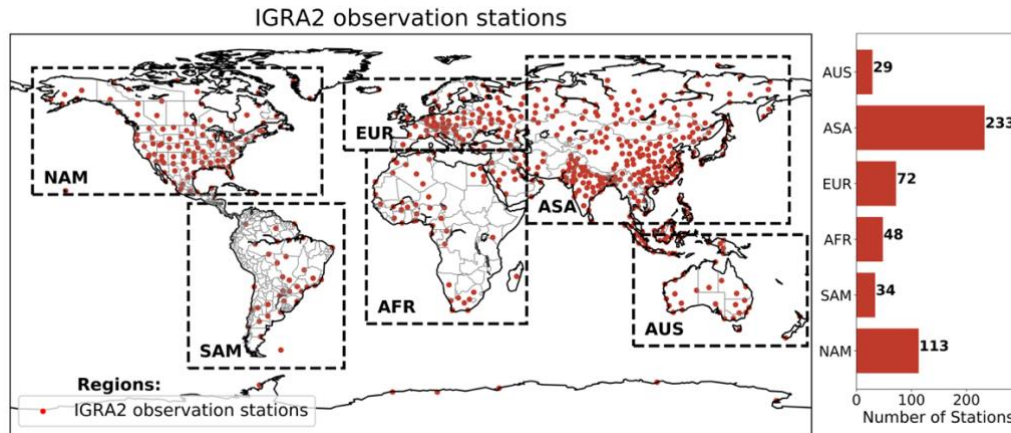 IGRA2 observation stations
NAM
EUR
ASA
SAM
AFR
AUS
Regions:
IGRA2 observation stations
AUS
29
ASA
233
EUR
72
AFR
48
SAM
34
NAM
113
0
100
200
Number of Stations